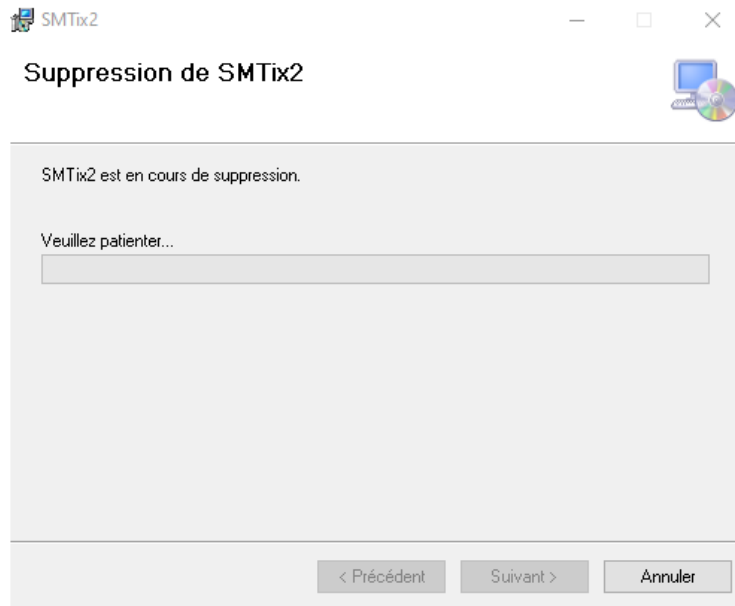 SMTix2
Suppression de SMTix2
SMTix2 est en cours de suppression.
Veuillez patienter...
< Précédent
Suivant >
Annuler